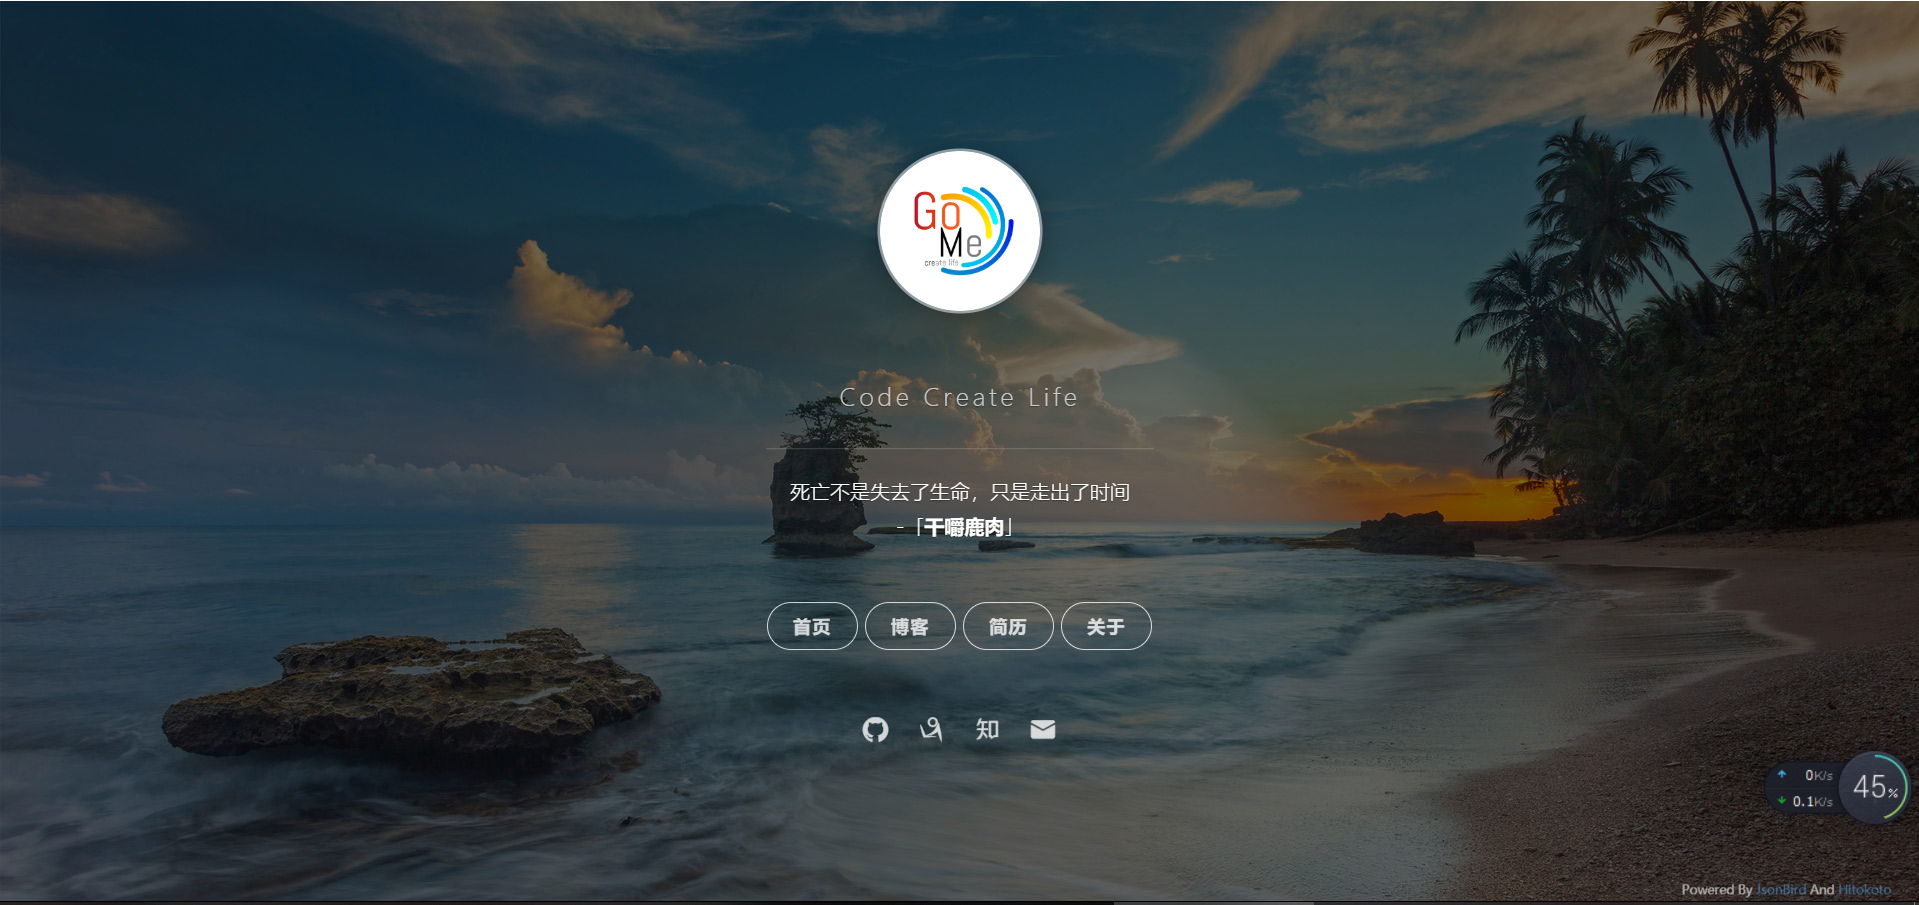 Go
Me
create life
Code Create Life
死亡不是失去了生命，只是走出了时间
-「干嚼鹿肉」
首页 博客 简历 关于
知
0K/s
0.1K/s
45%
Powered By JsonBird And Hitokoto